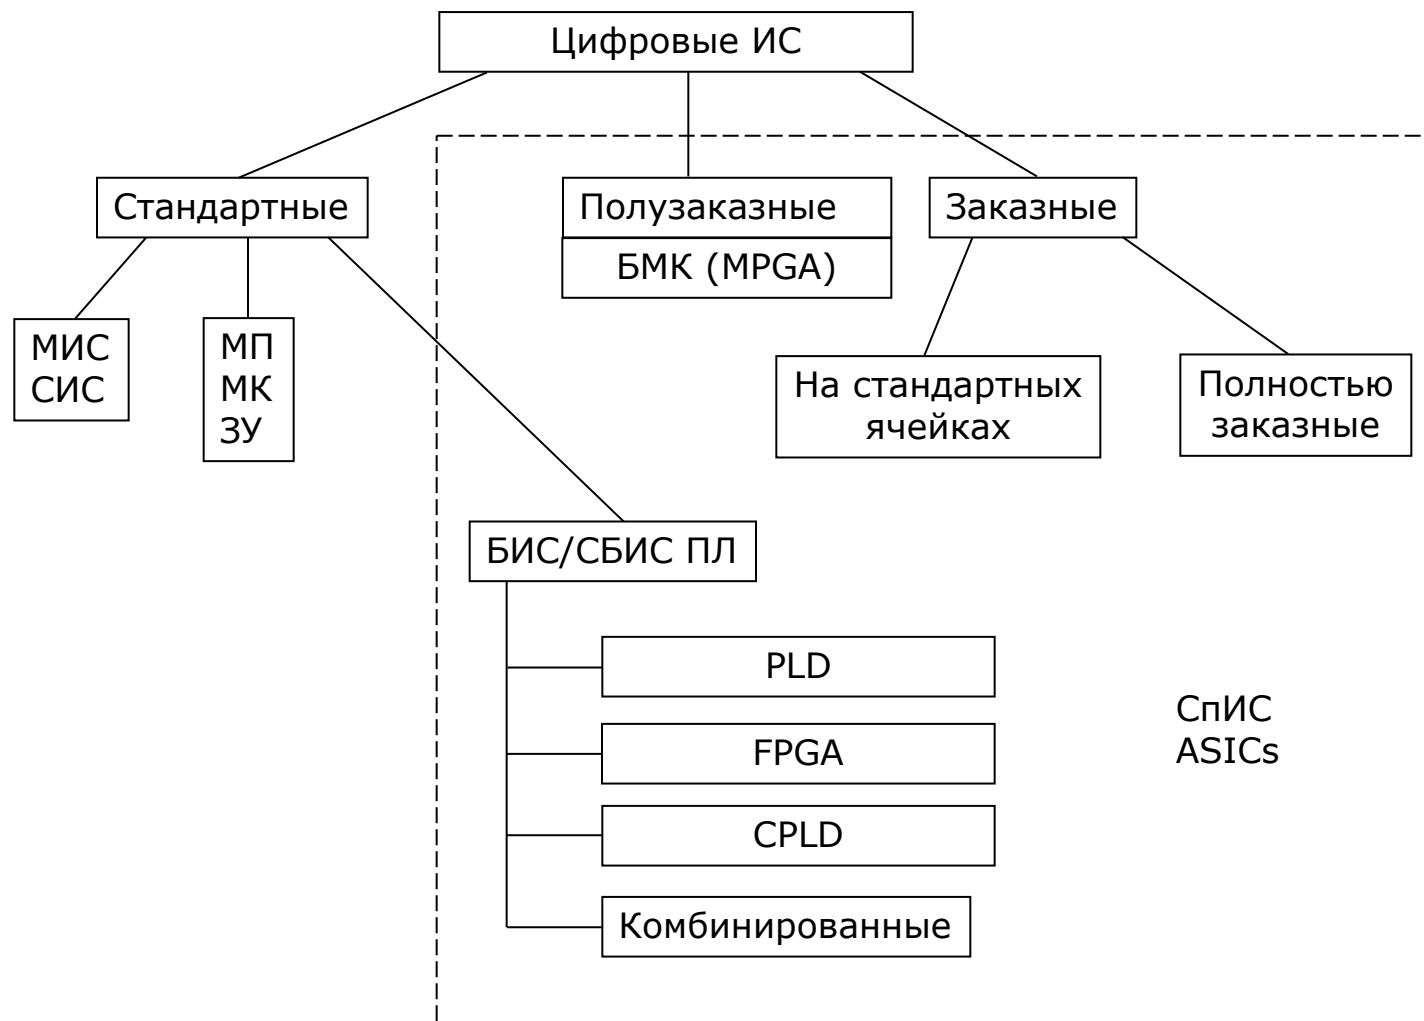 Цифровые ИС
Стандартные
Полузаказные
Заказные
БМК (MPGA)
МИС
СИС
МП
МК
ЗУ
На стандартных
ячейках
Полностью
заказные
БИС/СБИС ПЛ
PLD
FPGA
CPLD
Комбинированные
СпИС
ASICs